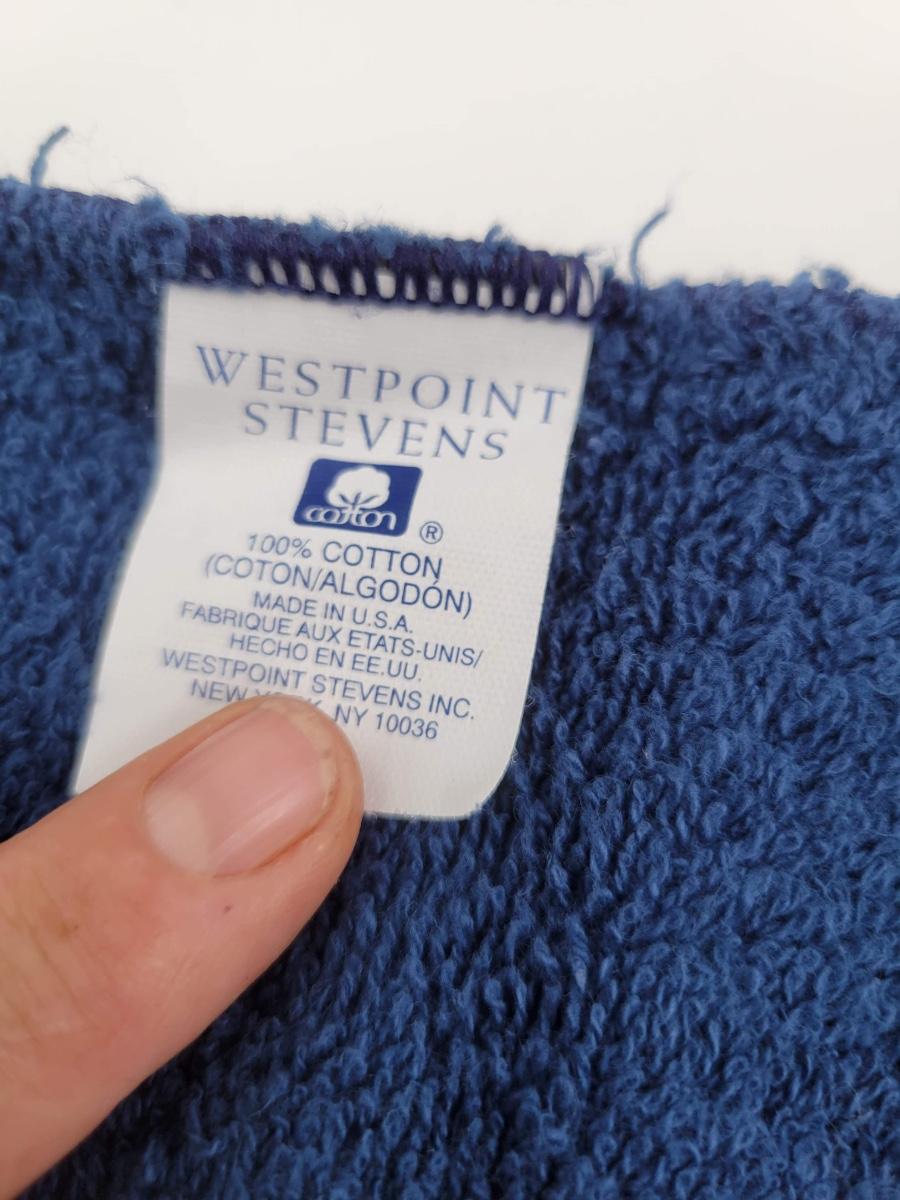 WESTPOINT
STEVENS
cotton
®
100% COTTON
(COTON/ALGODÓN)
MADE IN U.S.A.
FABRIQUE AUX ETATS-UNIS/
HECHO EN EE.UU.
WESTPOINT STEVENS INC.
NEW NY 10036